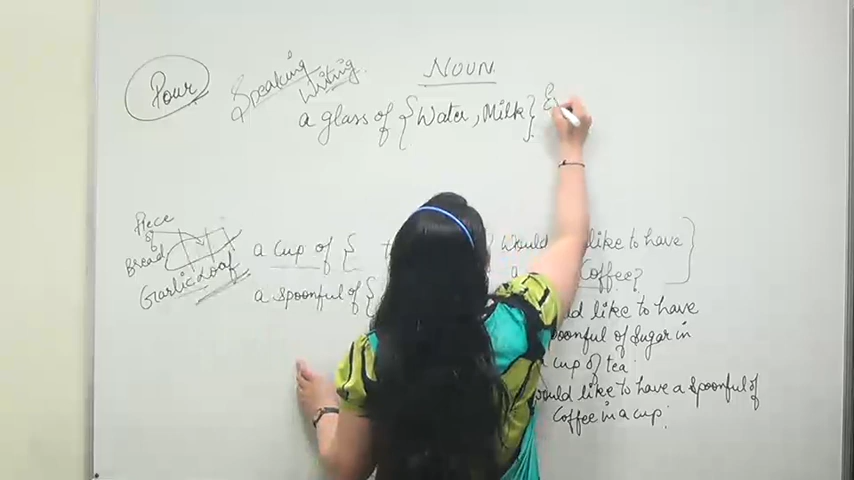 Pour
Speaking
Writing.
NOUN
a glass of { Water, Milk }
Piece
of
Bread
Garlic Loaf
a cup of {
a spoonful of {
Would like to have
Coffee?
like to have
spoonful of Sugar in
cup of tea.
would like to have a spoonful of
Coffee in a cup.